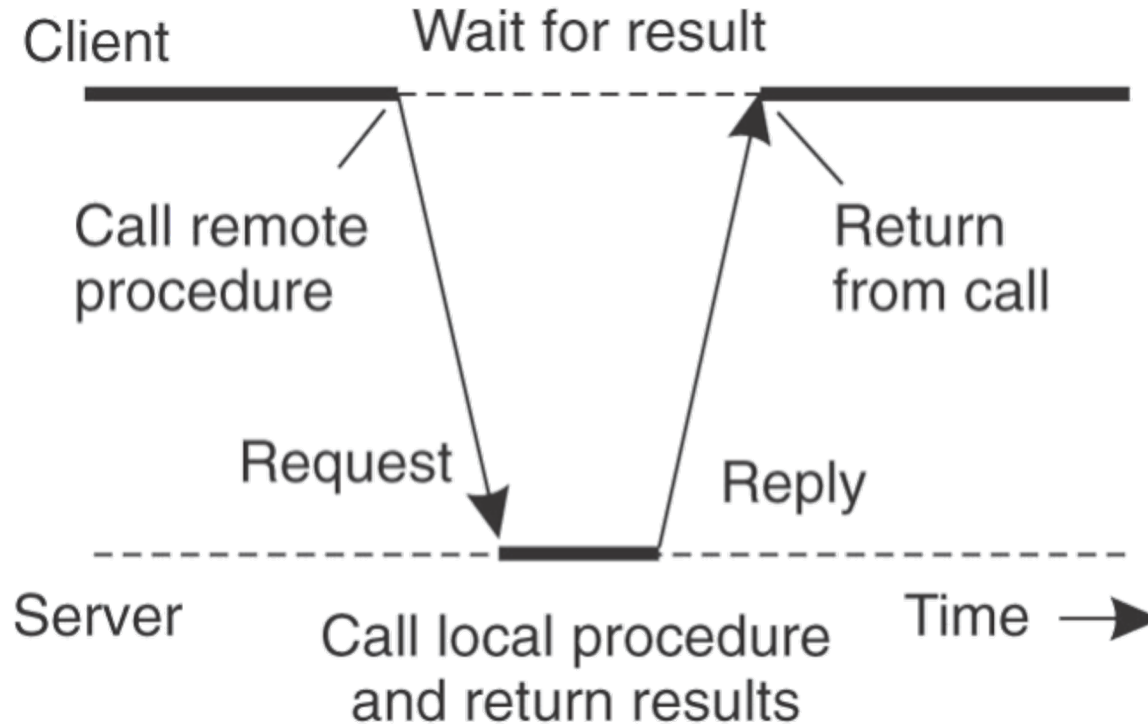 Client
Wait for result
Call remote
procedure
Return
from call
Request
Reply
Server
Call local procedure
and return results
Time